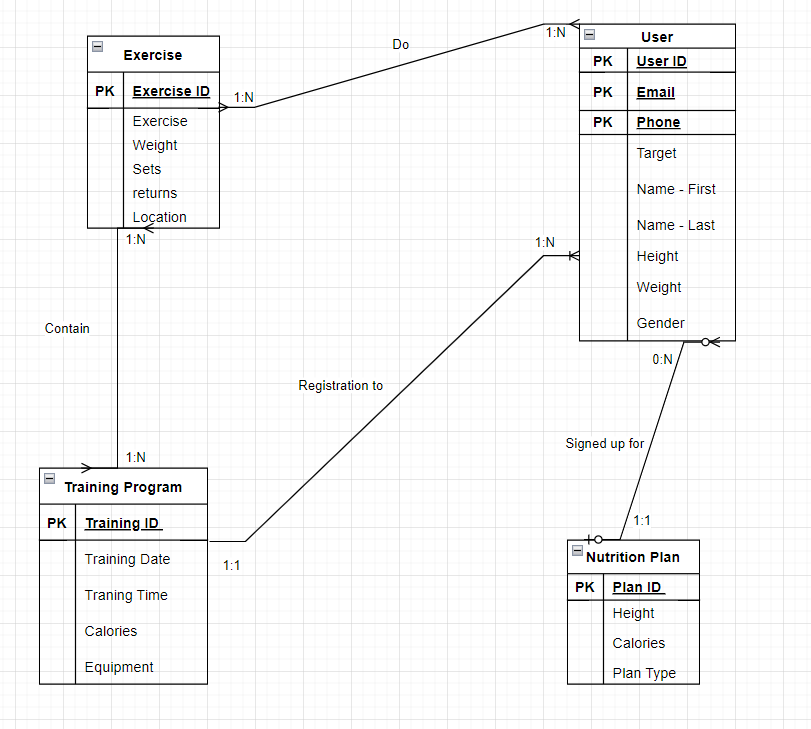 Exercise
PK Exercise ID
Exercise
Weight
Sets
returns
Location
1:N
Do
1:N
1:N
User
PK User ID
PK Email
PK Phone
Target
Name - First
Name - Last
Height
Weight
Gender
1:N
0:N
Contain
Registration to
Signed up for
1:N
Training Program
PK Training ID
Training Date
Traning Time
Calories
Equipment
1:1
1:1
Nutrition Plan
PK Plan ID
Height
Calories
Plan Type